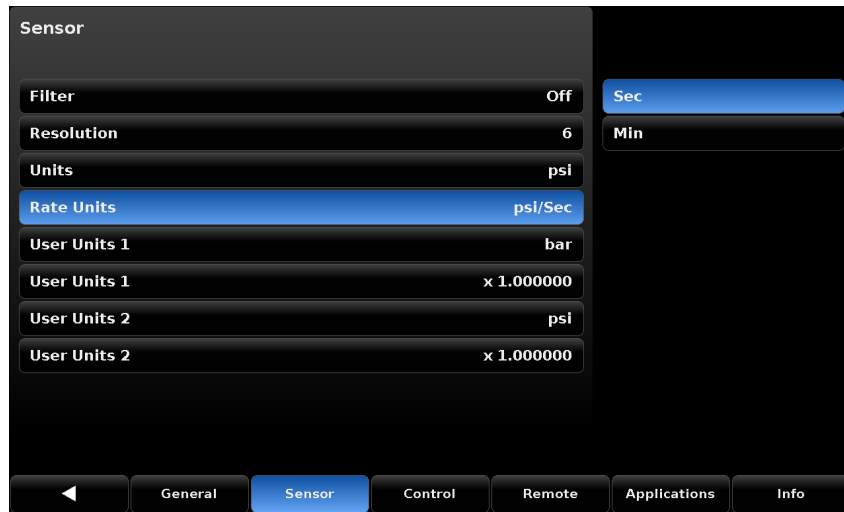 Sensor
Filter Off
Resolution 6
Units psi
Rate Units psi/Sec
User Units 1 bar
User Units 1 x 1.000000
User Units 2 psi
User Units 2 x 1.000000
Sec
Min
General Sensor Control Remote Applications Info